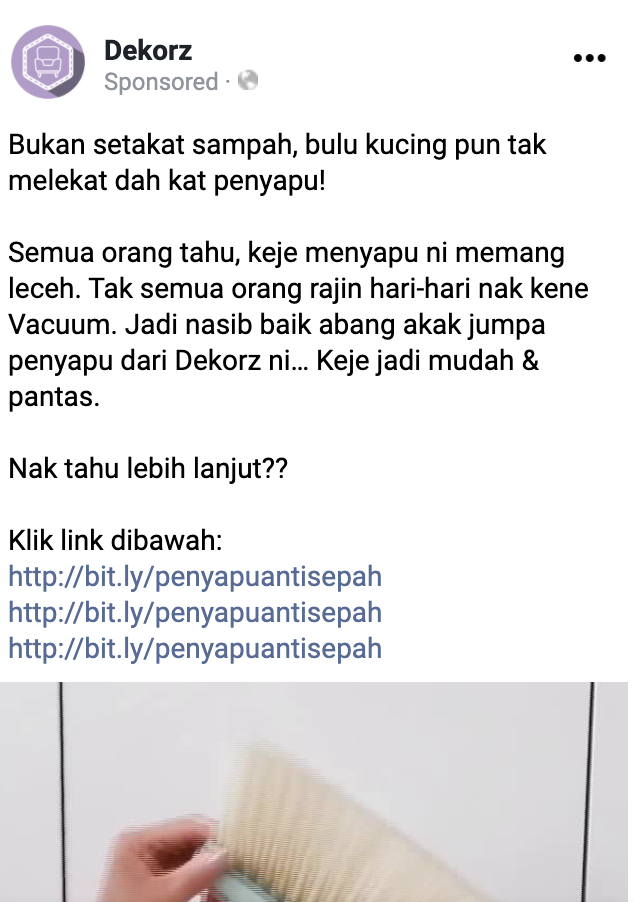 Dekorz
Sponsored ·
Bukan setakat sampah, bulu kucing pun tak
melekat dah kat penyapu!
Semua orang tahu, keje menyapu ni memang
leceh. Tak semua orang rajin hari-hari nak kene
Vacuum. Jadi nasib baik abang akak jumpa
penyapu dari Dekorz ni... Keje jadi mudah &
pantas.
Nak tahu lebih lanjut??
Klik link dibawah:
http://bit.ly/penyapuantisepah
http://bit.ly/penyapuantisepah
http://bit.ly/penyapuantisepah